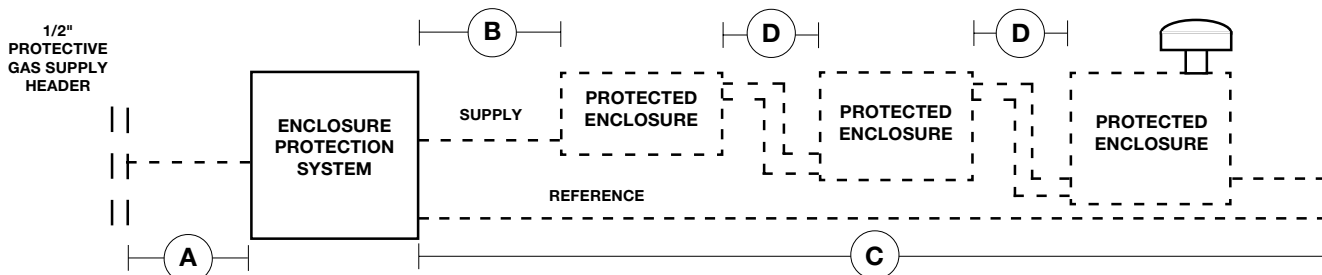 1/2"
PROTECTIVE
GAS SUPPLY
HEADER
A
ENCLOSURE
PROTECTION
SYSTEM
B
SUPPLY
REFERENCE
PROTECTED
ENCLOSURE
D
PROTECTED
ENCLOSURE
D
PROTECTED
ENCLOSURE
C